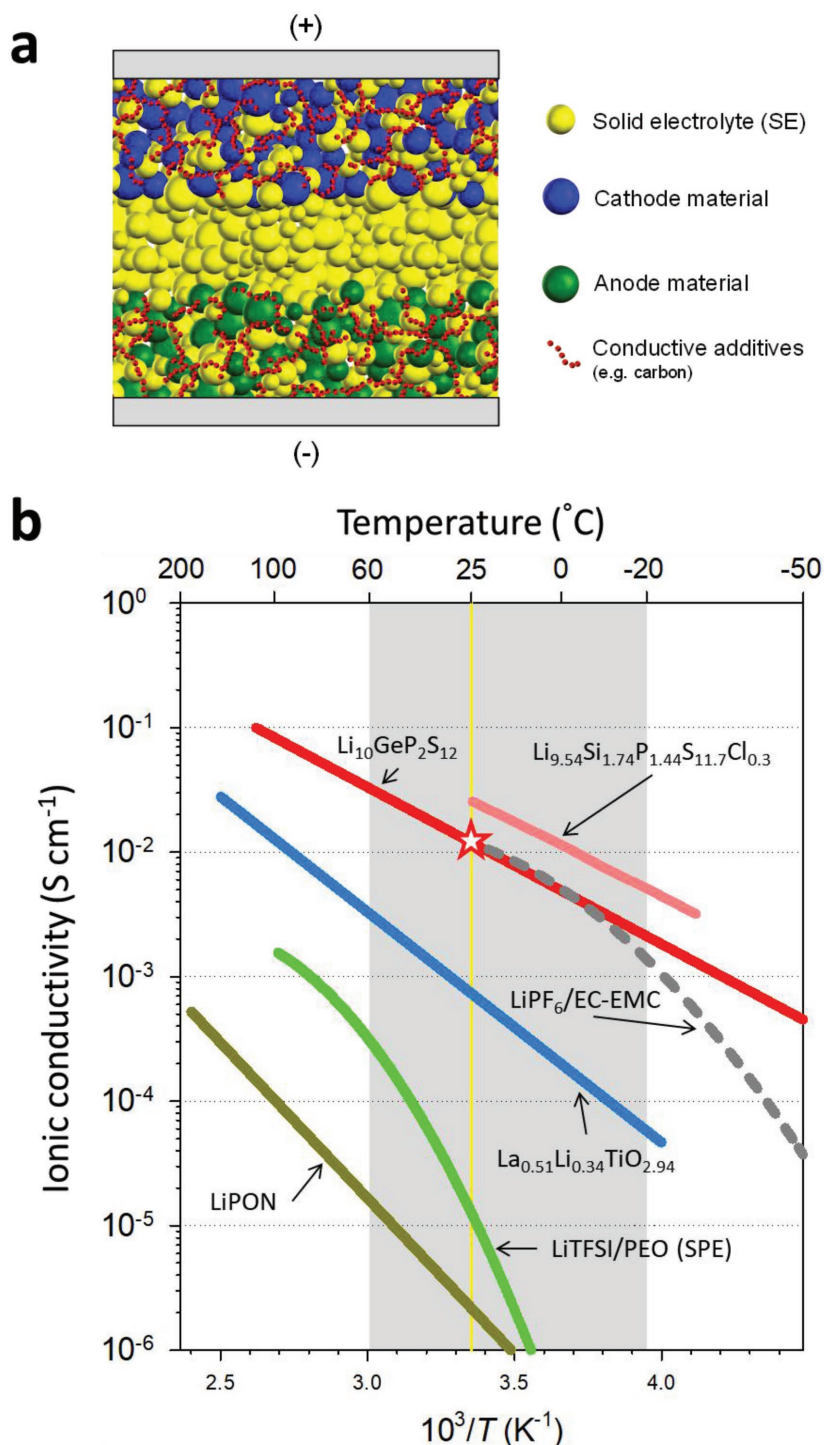 a
(+)
Solid electrolyte (SE)
Cathode material
Anode material
Conductive additives
(e.g. carbon)
(-)
b
Temperature (˚C)
200 100 60 25 0 -20 -50
10⁰
10⁻¹
10⁻²
10⁻³
10⁻⁴
10⁻⁵
10⁻⁶
Ionic conductivity (S cm⁻¹)
Li₁₀GeP₂S₁₂
Li₉.₅₄Si₁.₇₄P₁.₄₄S₁₁.₇Cl₀.₃
LiPF₆/EC-EMC
La₀.₅₁Li₀.₃₄TiO₂.₉₄
LiPON
LiTFSI/PEO (SPE)
2.5 3.0 3.5 4.0
10³/T (K⁻¹)